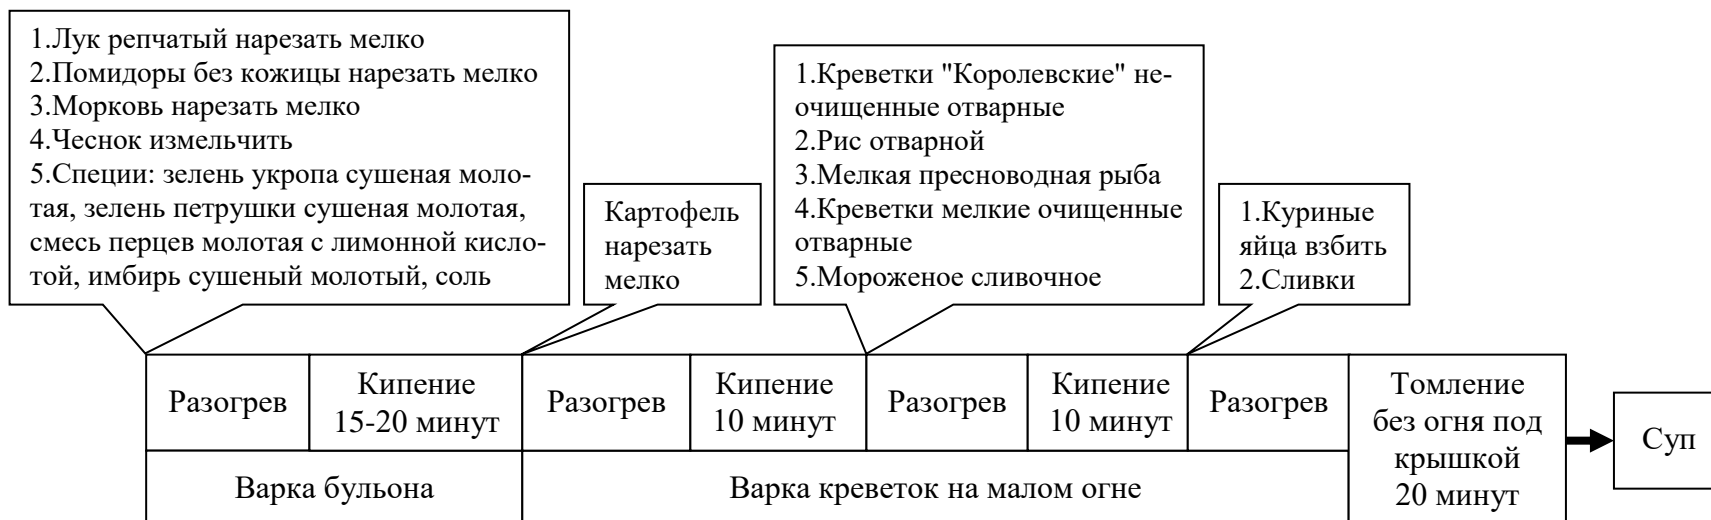 1.Лук репчатый нарезать мелко
2.Помидоры без кожицы нарезать мелко
3.Морковь нарезать мелко
4.Чеснок измельчить
5.Специи: зелень укропа сушеная моло-
тая, зелень петрушки сушеная молотая,
смесь перцев молотая с лимонной кисло-
той, имбирь сушеный молотый, соль
Картофель
нарезать
мелко
1.Креветки "Королевские" не-
очищенные отварные
2.Рис отварной
3.Мелкая пресноводная рыба
4.Креветки мелкие очищенные
отварные
5.Мороженое сливочное
1.Куриные
яйца взбить
2.Сливки
Разогрев
Кипение
15-20 минут
Разогрев
Кипение
10 минут
Разогрев
Кипение
10 минут
Разогрев
Томление
без огня под
крышкой
20 минут
Суп
Варка бульона
Варка креветок на малом огне